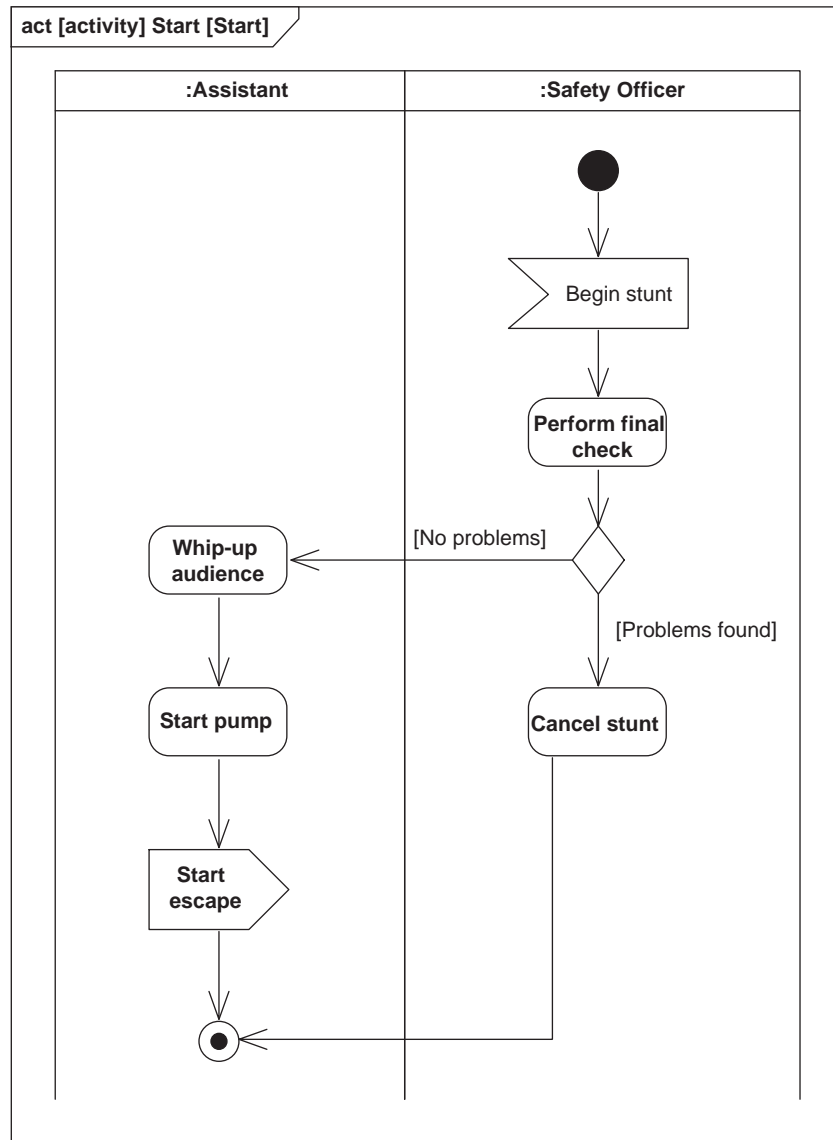 act [activity] Start [Start]
:Assistant
:Safety Officer
Begin stunt
Perform final
check
[No problems]
Whip-up
audience
[Problems found]
Start pump
Cancel stunt
Start
escape